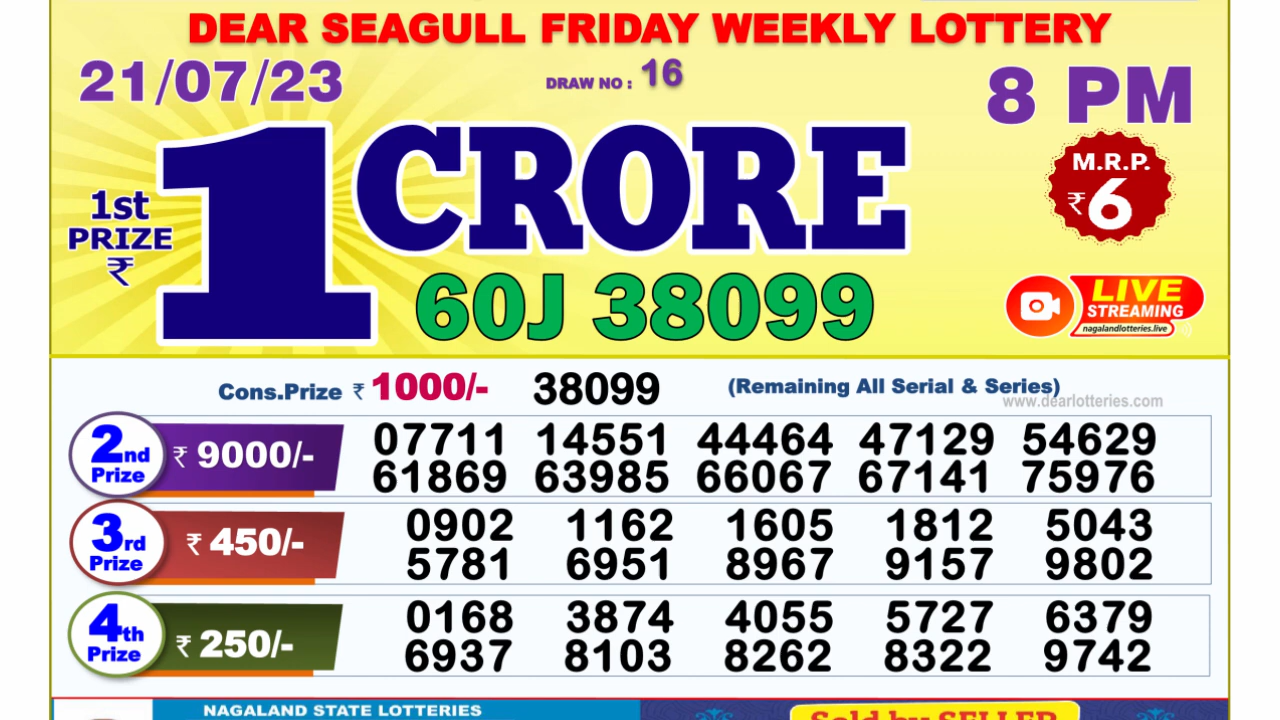 DEAR SEAGULL FRIDAY WEEKLY LOTTERY
21/07/23
DRAW NO : 16
8 PM
1st
PRIZE
₹
1 CRORE
M.R.P.
₹6
60J 38099
LIVE
STREAMING
nagalandlotteries.live
Cons.Prize ₹ 1000/- 38099 (Remaining All Serial & Series)
www.dearlotteries.com
2nd
Prize
₹ 9000/-
07711 14551 44464 47129 54629
61869 63985 66067 67141 75976
3rd
Prize
₹ 450/-
0902 1162 1605 1812 5043
5781 6951 8967 9157 9802
4th
Prize
₹ 250/-
0168 3874 4055 5727 6379
6937 8103 8262 8322 9742
NAGALAND STATE LOTTERIES
Sold by SELLER